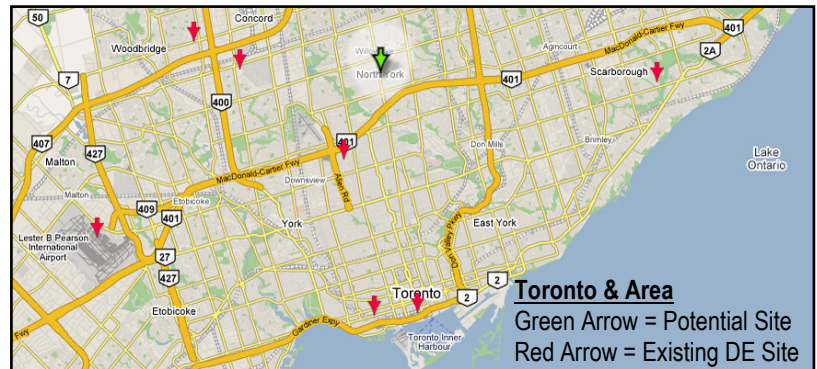 50
Concord
Woodbridge
Willowdale
North York
Agincourt
MacDonald-Cartier Fwy
401
2A
7
Scarborough
401
400
407
Malton
427
401
Don Mills
Brimley
Lake
Ontario
MacDonald-Cartier Fwy
Downsview
Allen Rd
Malton
Etobicoke
409
401
York
East York
Don Valley Pkwy
Lester B Pearson
International
Airport
27
427
Etobicoke
Toronto
2
2
Gardiner Expy
Toronto Inner
Harbour
Fwy
Toronto & Area
Green Arrow = Potential Site
Red Arrow = Existing DE Site